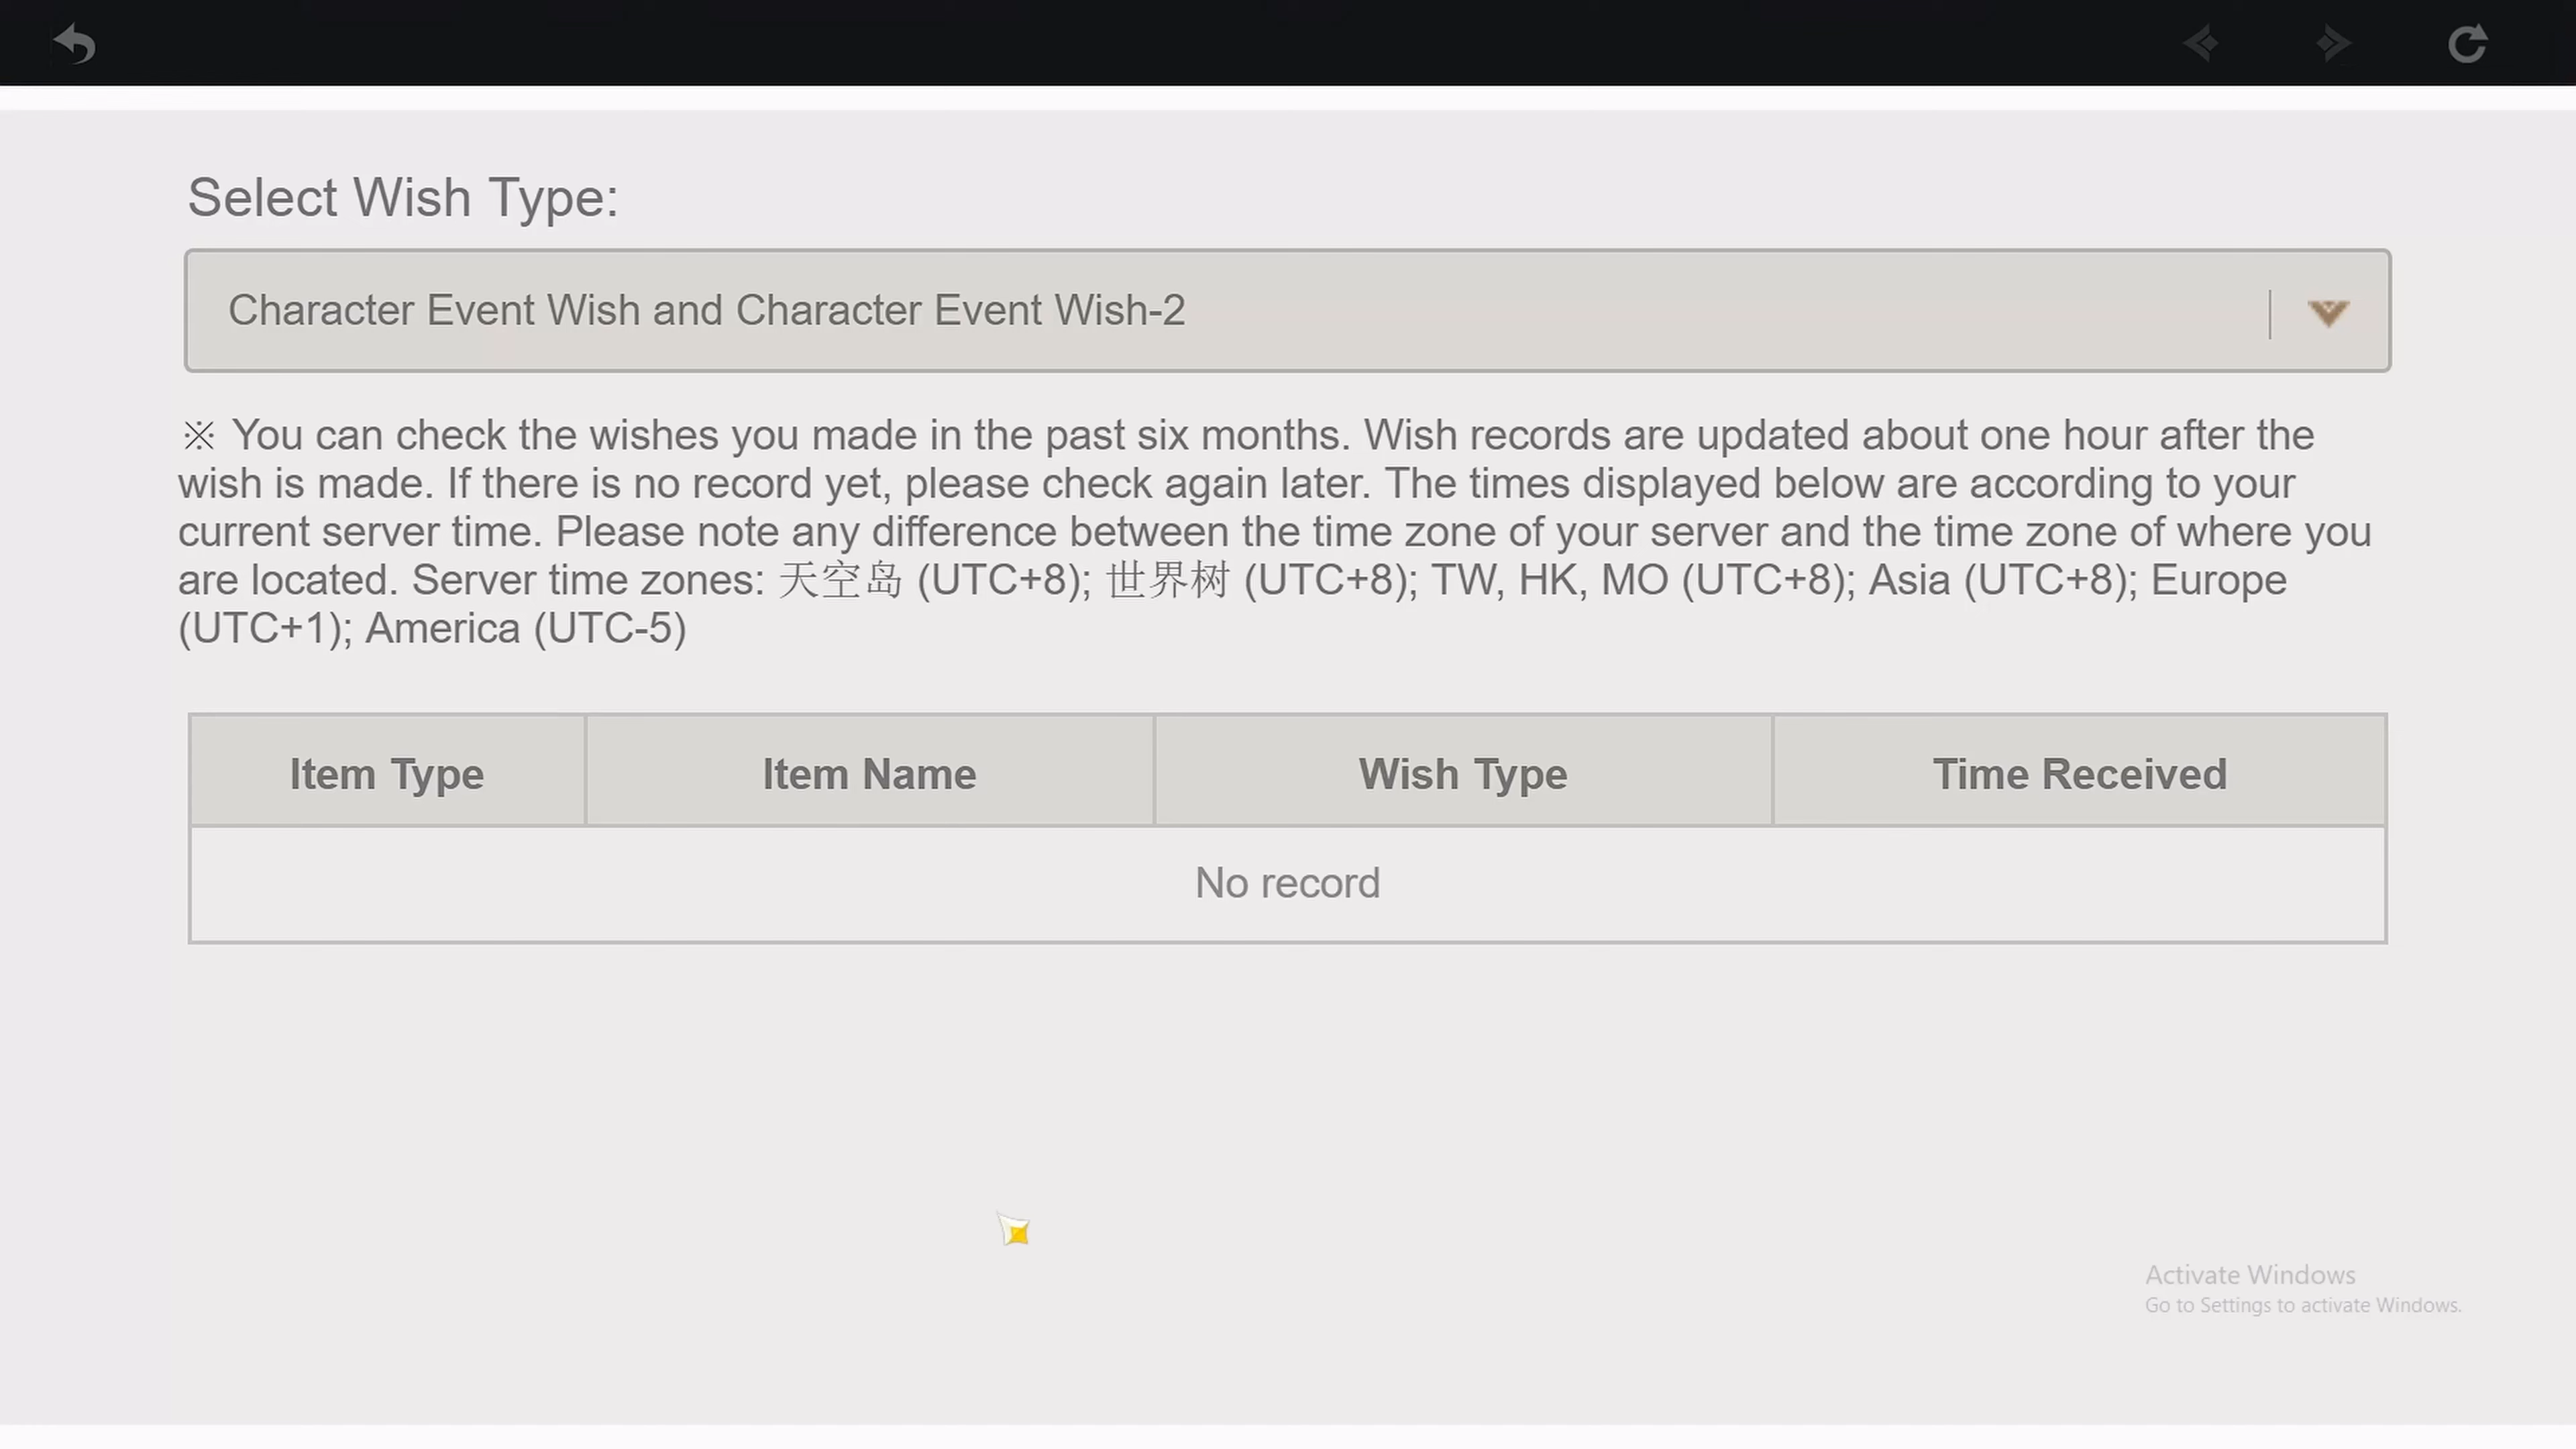 Select Wish Type:
Character Event Wish and Character Event Wish-2
※ You can check the wishes you made in the past six months. Wish records are updated about one hour after the
wish is made. If there is no record yet, please check again later. The times displayed below are according to your
current server time. Please note any difference between the time zone of your server and the time zone of where you
are located. Server time zones: 天空岛 (UTC+8); 世界树 (UTC+8); TW, HK, MO (UTC+8); Asia (UTC+8); Europe
(UTC+1); America (UTC-5)
Item Type Item Name Wish Type Time Received
No record
Activate Windows
Go to Settings to activate Windows.